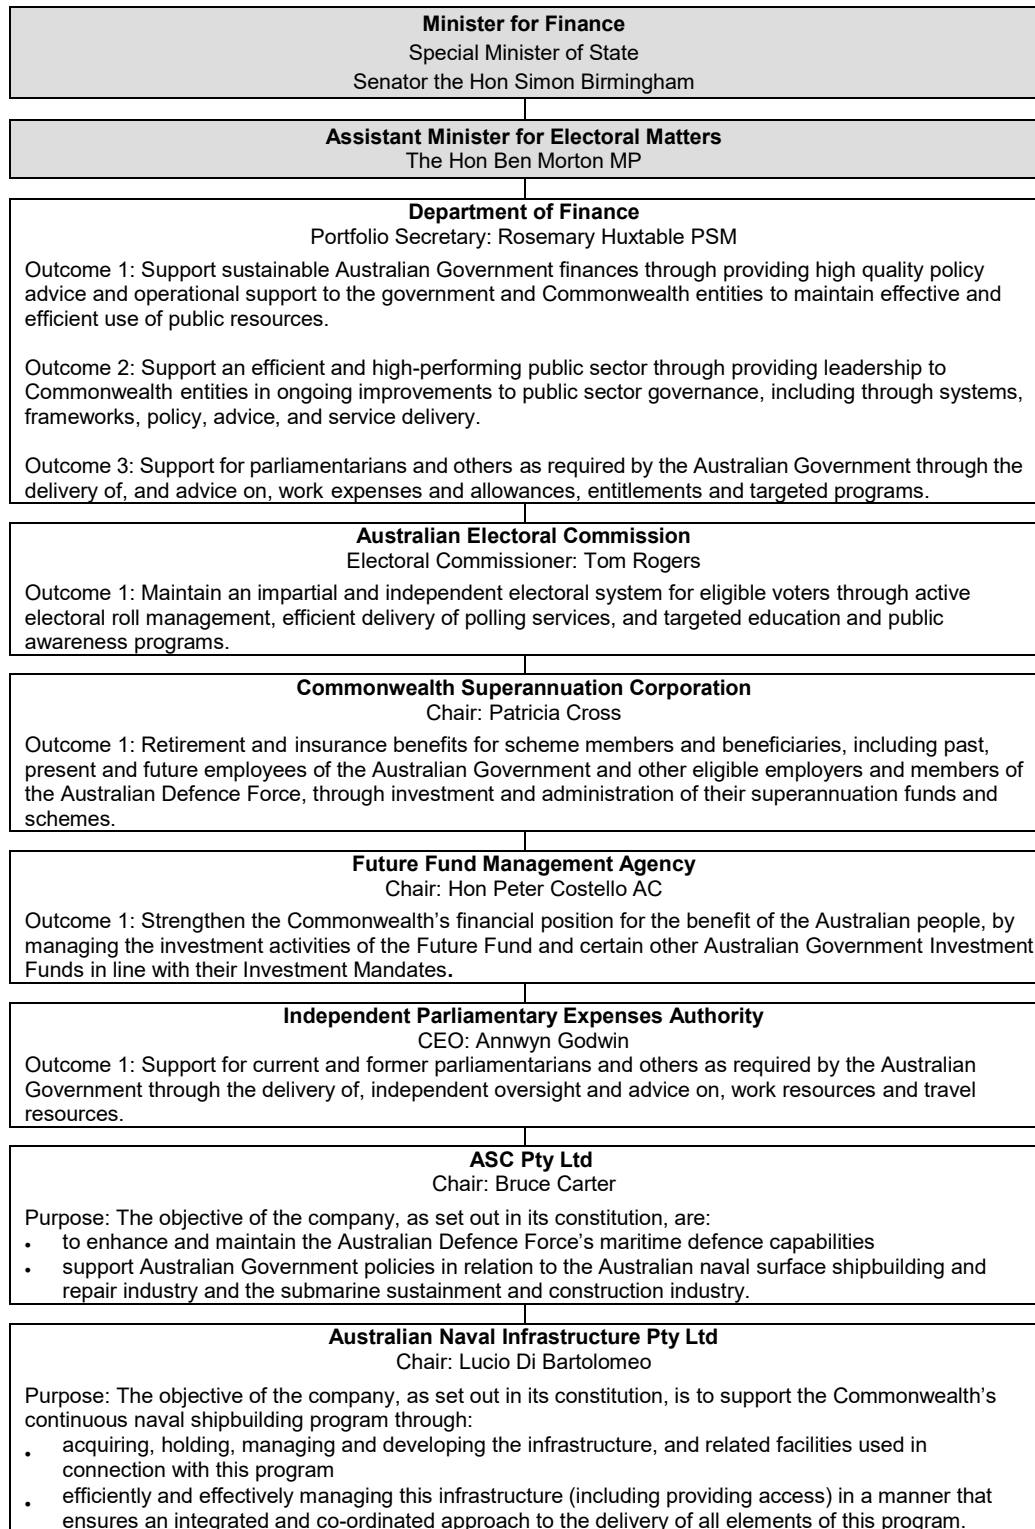 Minister for Finance
Special Minister of State
Senator the Hon Simon Birmingham
Assistant Minister for Electoral Matters
The Hon Ben Morton MP
Department of Finance
Portfolio Secretary: Rosemary Huxtable PSM
Outcome 1: Support sustainable Australian Government finances through providing high quality policy
advice and operational support to the government and Commonwealth entities to maintain effective and
efficient use of public resources.
Outcome 2: Support an efficient and high-performing public sector through providing leadership to
Commonwealth entities in ongoing improvements to public sector governance, including through systems,
frameworks, policy, advice, and service delivery.
Outcome 3: Support for parliamentarians and others as required by the Australian Government through the
delivery of, and advice on, work expenses and allowances, entitlements and targeted programs.
Australian Electoral Commission
Electoral Commissioner: Tom Rogers
Outcome 1: Maintain an impartial and independent electoral system for eligible voters through active
electoral roll management, efficient delivery of polling services, and targeted education and public
awareness programs.
Commonwealth Superannuation Corporation
Chair: Patricia Cross
Outcome 1: Retirement and insurance benefits for scheme members and beneficiaries, including past,
present and future employees of the Australian Government and other eligible employers and members of
the Australian Defence Force, through investment and administration of their superannuation funds and
schemes.
Future Fund Management Agency
Chair: Hon Peter Costello AC
Outcome 1: Strengthen the Commonwealth's financial position for the benefit of the Australian people, by
managing the investment activities of the Future Fund and certain other Australian Government Investment
Funds in line with their Investment Mandates.
Independent Parliamentary Expenses Authority
CEO: Annwyn Godwin
Outcome 1: Support for current and former parliamentarians and others as required by the Australian
Government through the delivery of, independent oversight and advice on, work resources and travel
resources.
ASC Pty Ltd
Chair: Bruce Carter
Purpose: The objective of the company, as set out in its constitution, are:
• to enhance and maintain the Australian Defence Force's maritime defence capabilities
• support Australian Government policies in relation to the Australian naval surface shipbuilding and
repair industry and the submarine sustainment and construction industry.
Australian Naval Infrastructure Pty Ltd
Chair: Lucio Di Bartolomeo
Purpose: The objective of the company, as set out in its constitution, is to support the Commonwealth's
continuous naval shipbuilding program through:
• acquiring, holding, managing and developing the infrastructure, and related facilities used in
connection with this program
• efficiently and effectively managing this infrastructure (including providing access) in a manner that
ensures an integrated and co-ordinated approach to the delivery of all elements of this program.